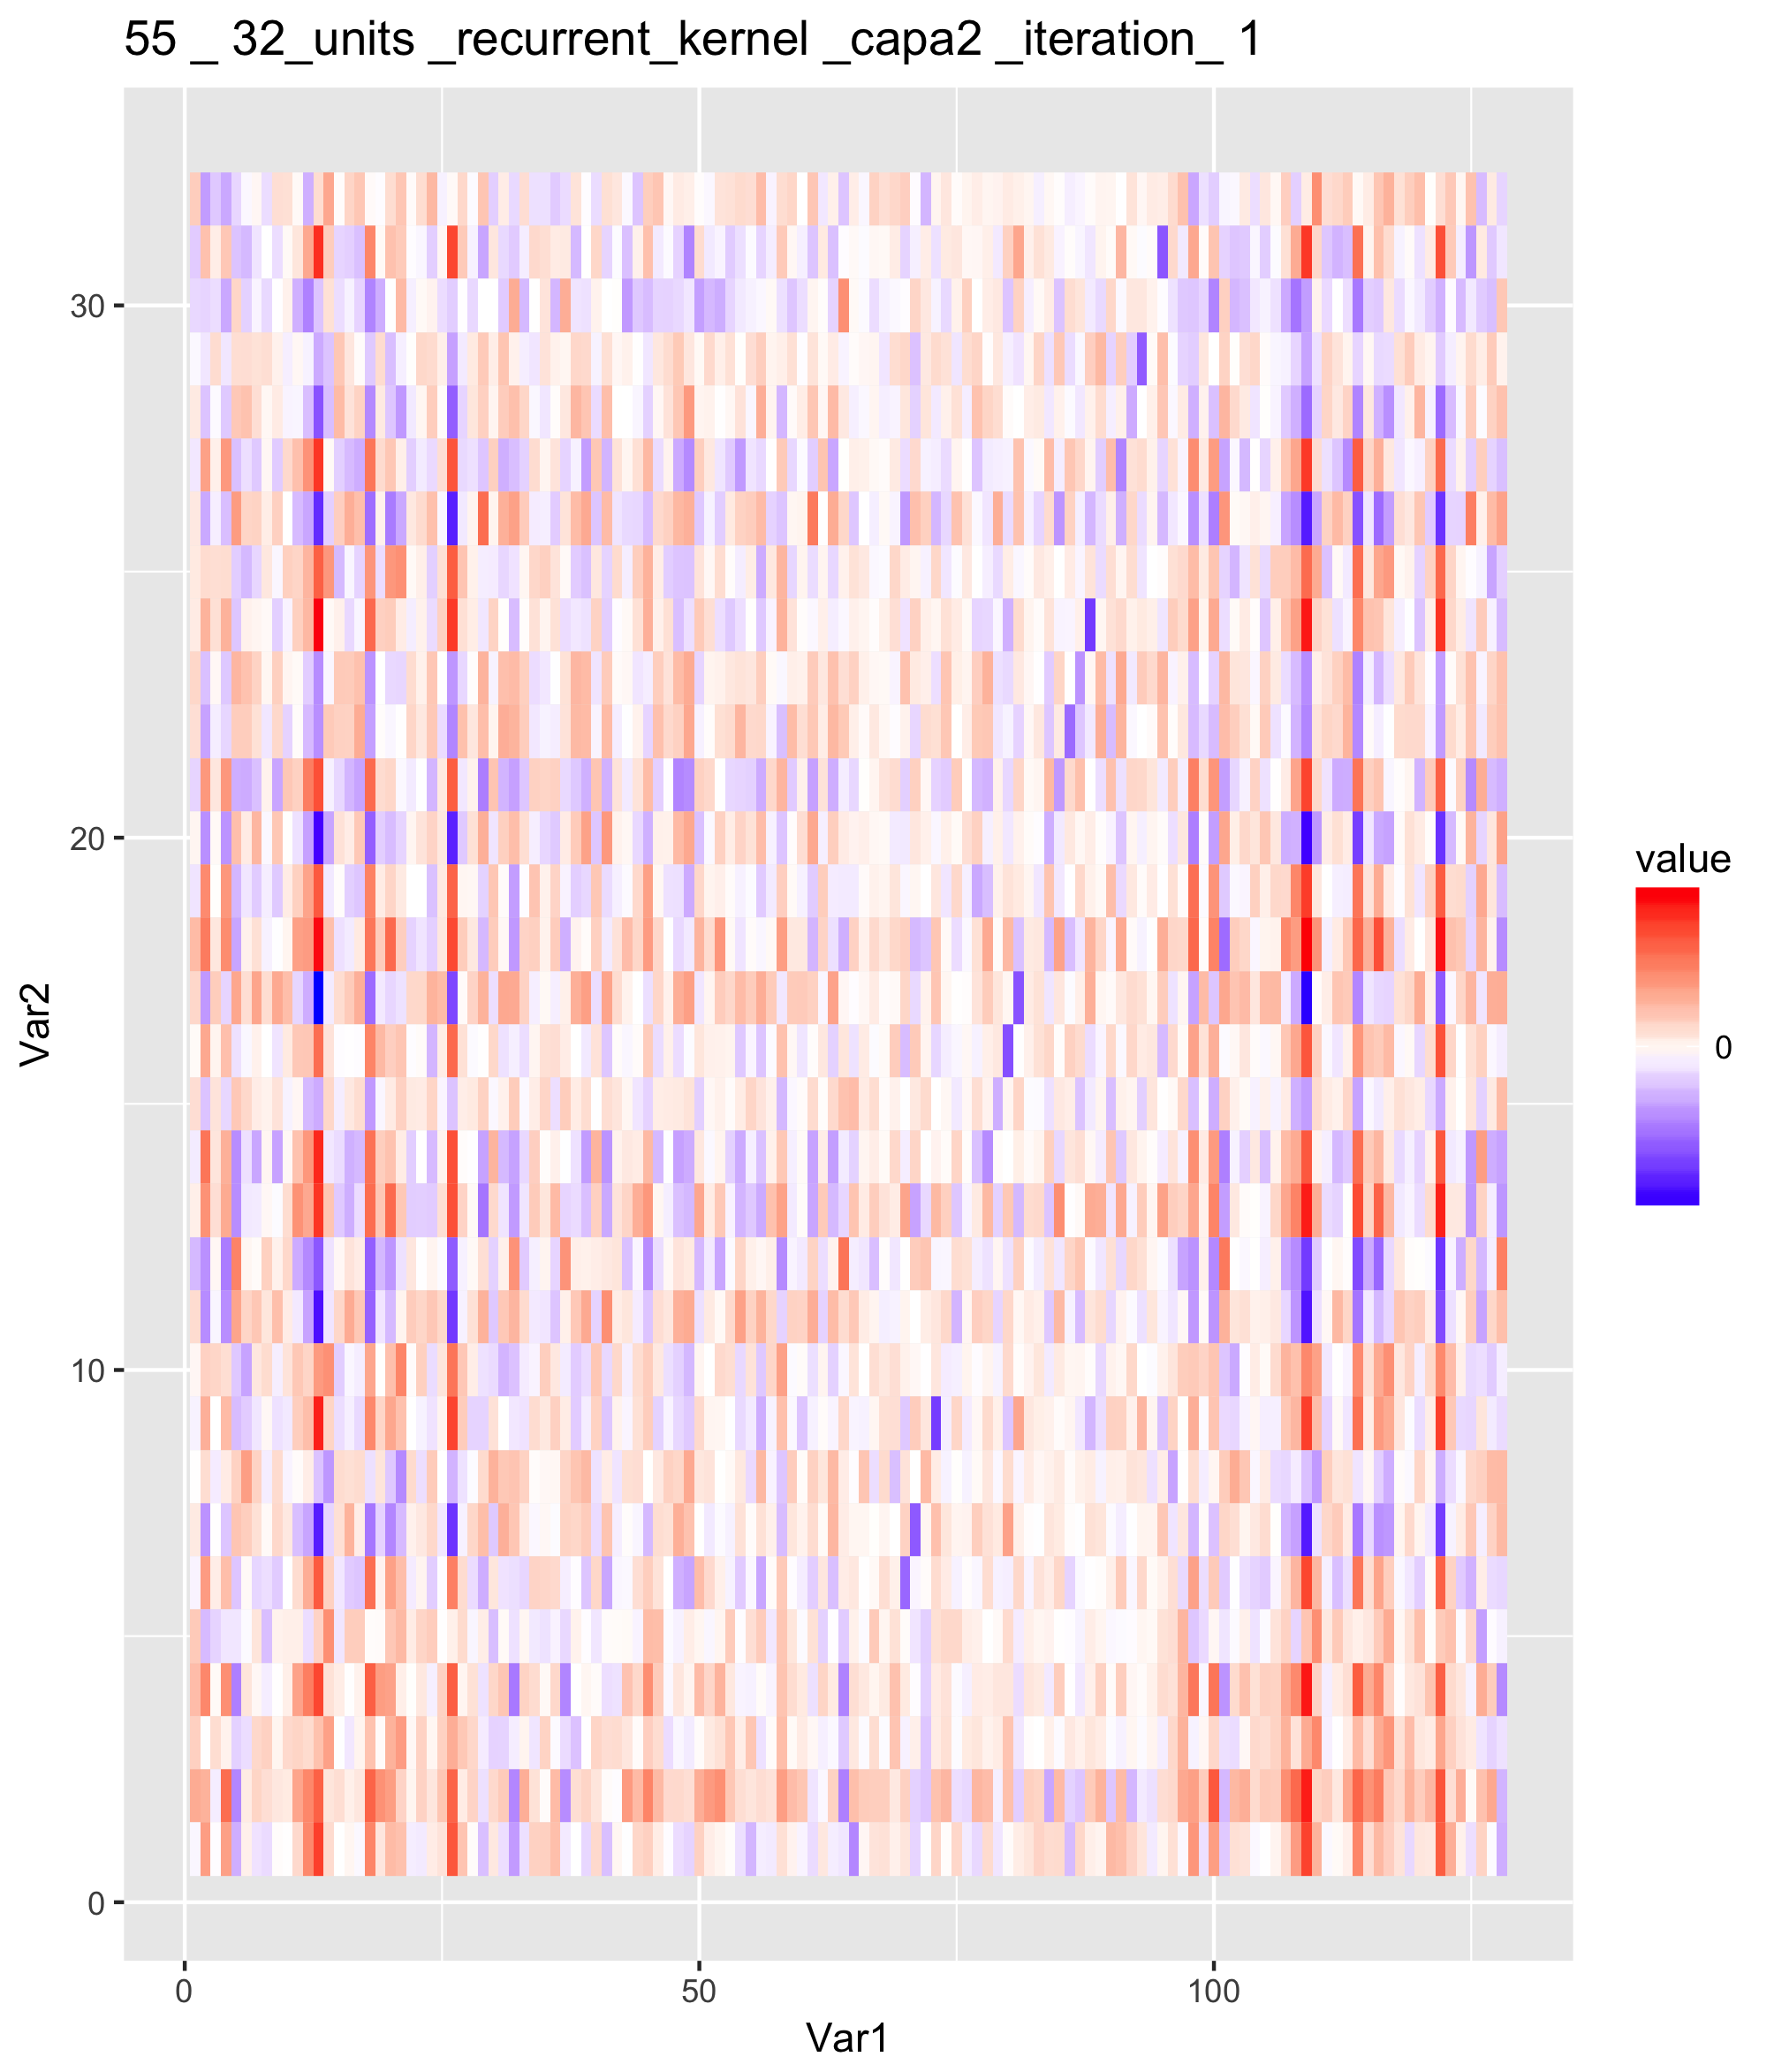 55 _ 32_units _recurrent_kernel _capa2 _iteration_ 1
30
20
10
0
Var2
0
50
100
Var1
value
0